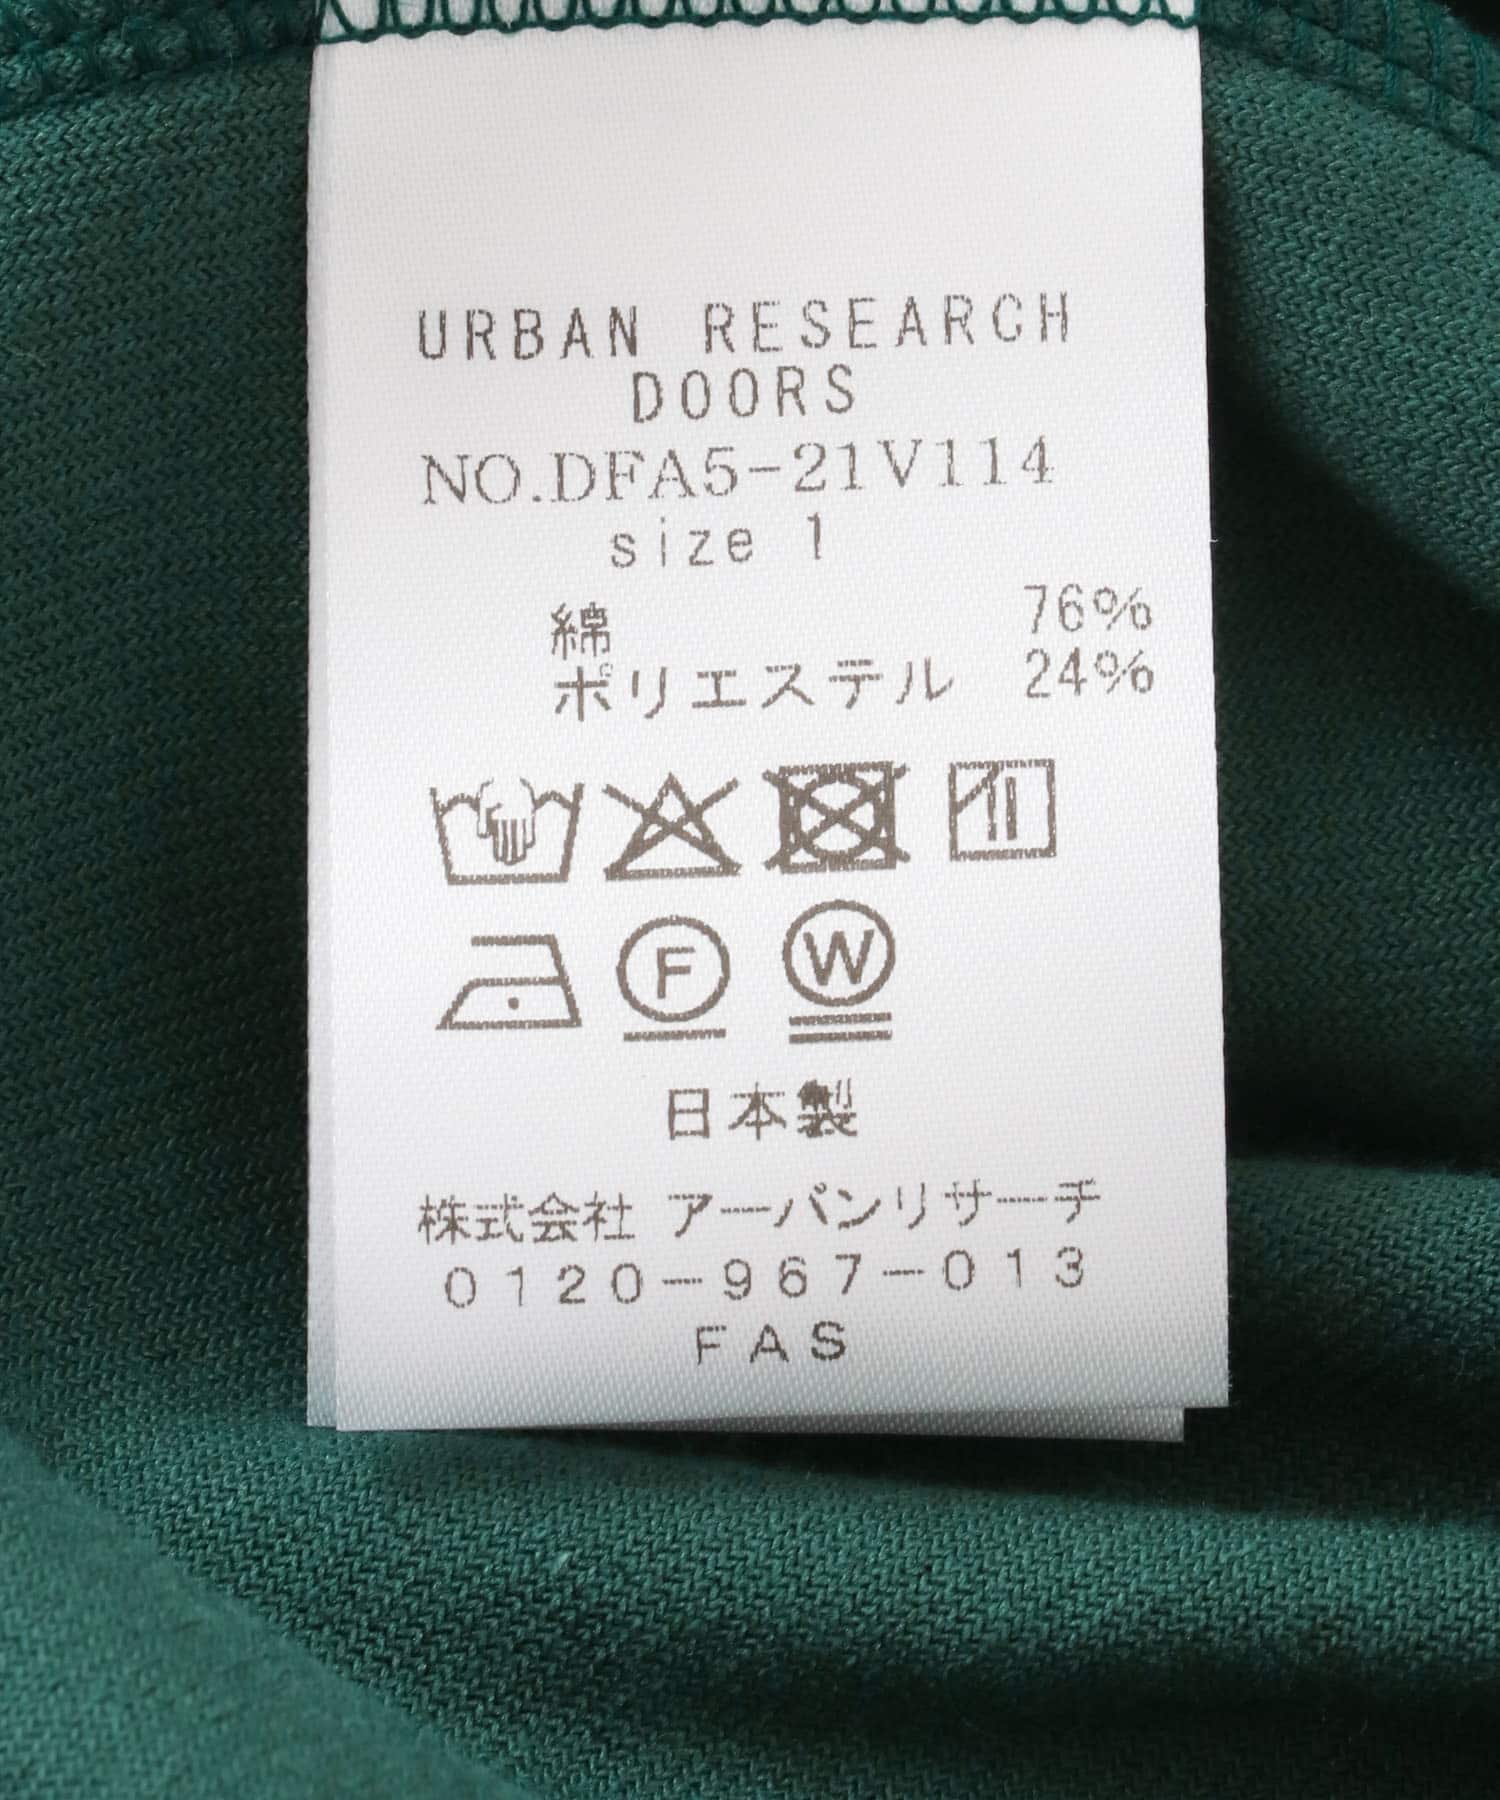 URBAN RESEARCH
DOORS
NO.DFA5-21V114
size 1
綿 76%
ポリエステル 24%
F W
日本製
株式会社 アーバンリサーチ
0120-967-013
FAS